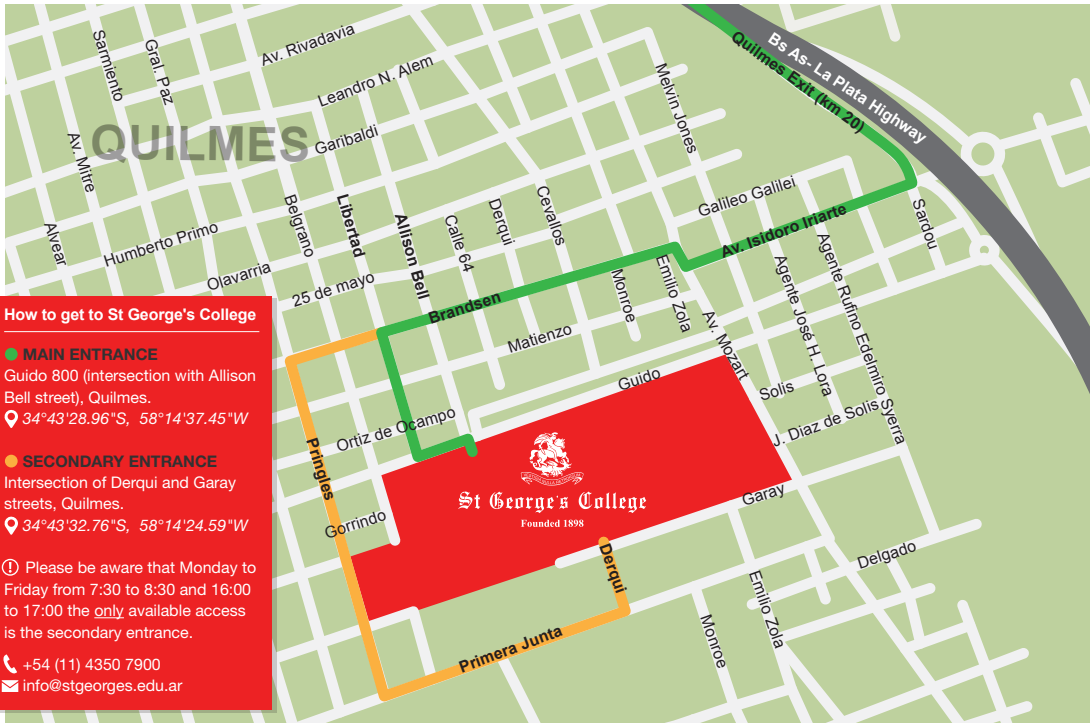 Bs As- La Plata Highway
Quilmes Exit (km 20)
Av. Rivadavia
Sarmiento
Gral. Paz
Leandro N. Alem
Melvin Jones
QUILMES
Garibaldi
Av. Mitre
Galileo Galilei
Belgrano
Libertad
Allison Bell
Calle 64
Derqui
Cevallos
Av. Isidoro Iriarte
Sardou
Alvear
Humberto Primo
Olavarria
25 de mayo
Brandsen
Monroe
Emilio Zola
Agente José H. Lora
Agente Rufino Edelmiro Syerra
Matienzo
Av. Mozart
Guido
Solis
J. Diaz de Solis
Ortiz de Ocampo
Pringles
Gorrindo
St George's College
Founded 1898
Garay
Derqui
Delgado
Emilio Zola
Monroe
Primera Junta
How to get to St George's College
MAIN ENTRANCE
Guido 800 (intersection with Allison
Bell street), Quilmes.
34°43'28.96"S, 58°14'37.45"W
SECONDARY ENTRANCE
Intersection of Derqui and Garay
streets, Quilmes.
34°43'32.76"S, 58°14'24.59"W
Please be aware that Monday to
Friday from 7:30 to 8:30 and 16:00
to 17:00 the only available access
is the secondary entrance.
+54 (11) 4350 7900
info@stgeorges.edu.ar